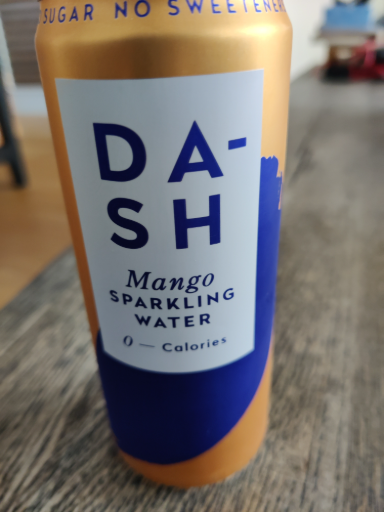 SUGAR NO SWEETENER
DA-
SH
Mango
SPARKLING
WATER
0 — Calories